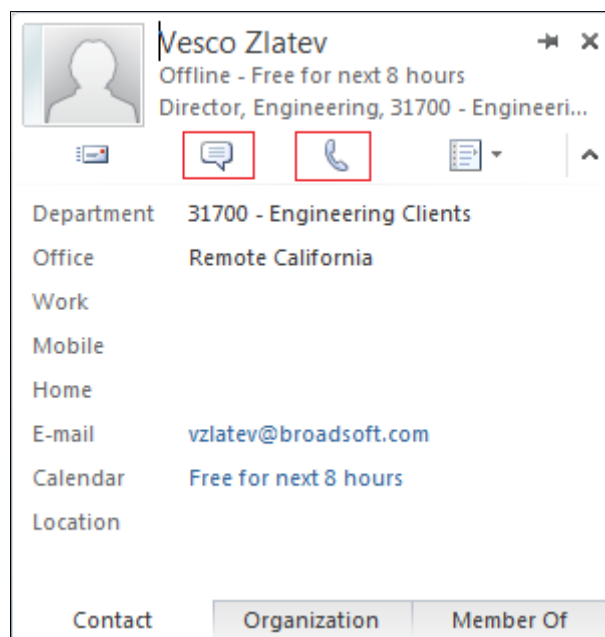 Vesco Zlatev
Offline - Free for next 8 hours
Director, Engineering, 31700 - Engineeri...
Department 31700 - Engineering Clients
Office Remote California
Work
Mobile
Home
E-mail vzlatev@broadsoft.com
Calendar Free for next 8 hours
Location
Contact Organization Member Of